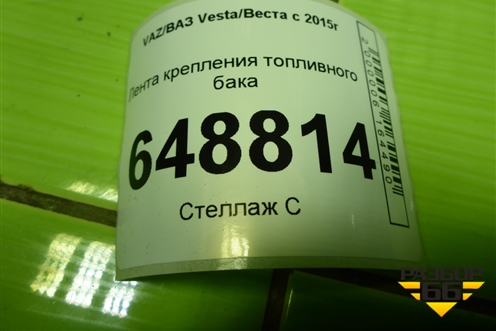 VAZ/ВАЗ Vesta/Веста с 2015г
Лента крепления топливного
бака
648814
Стеллаж С
РАЗБОР
66